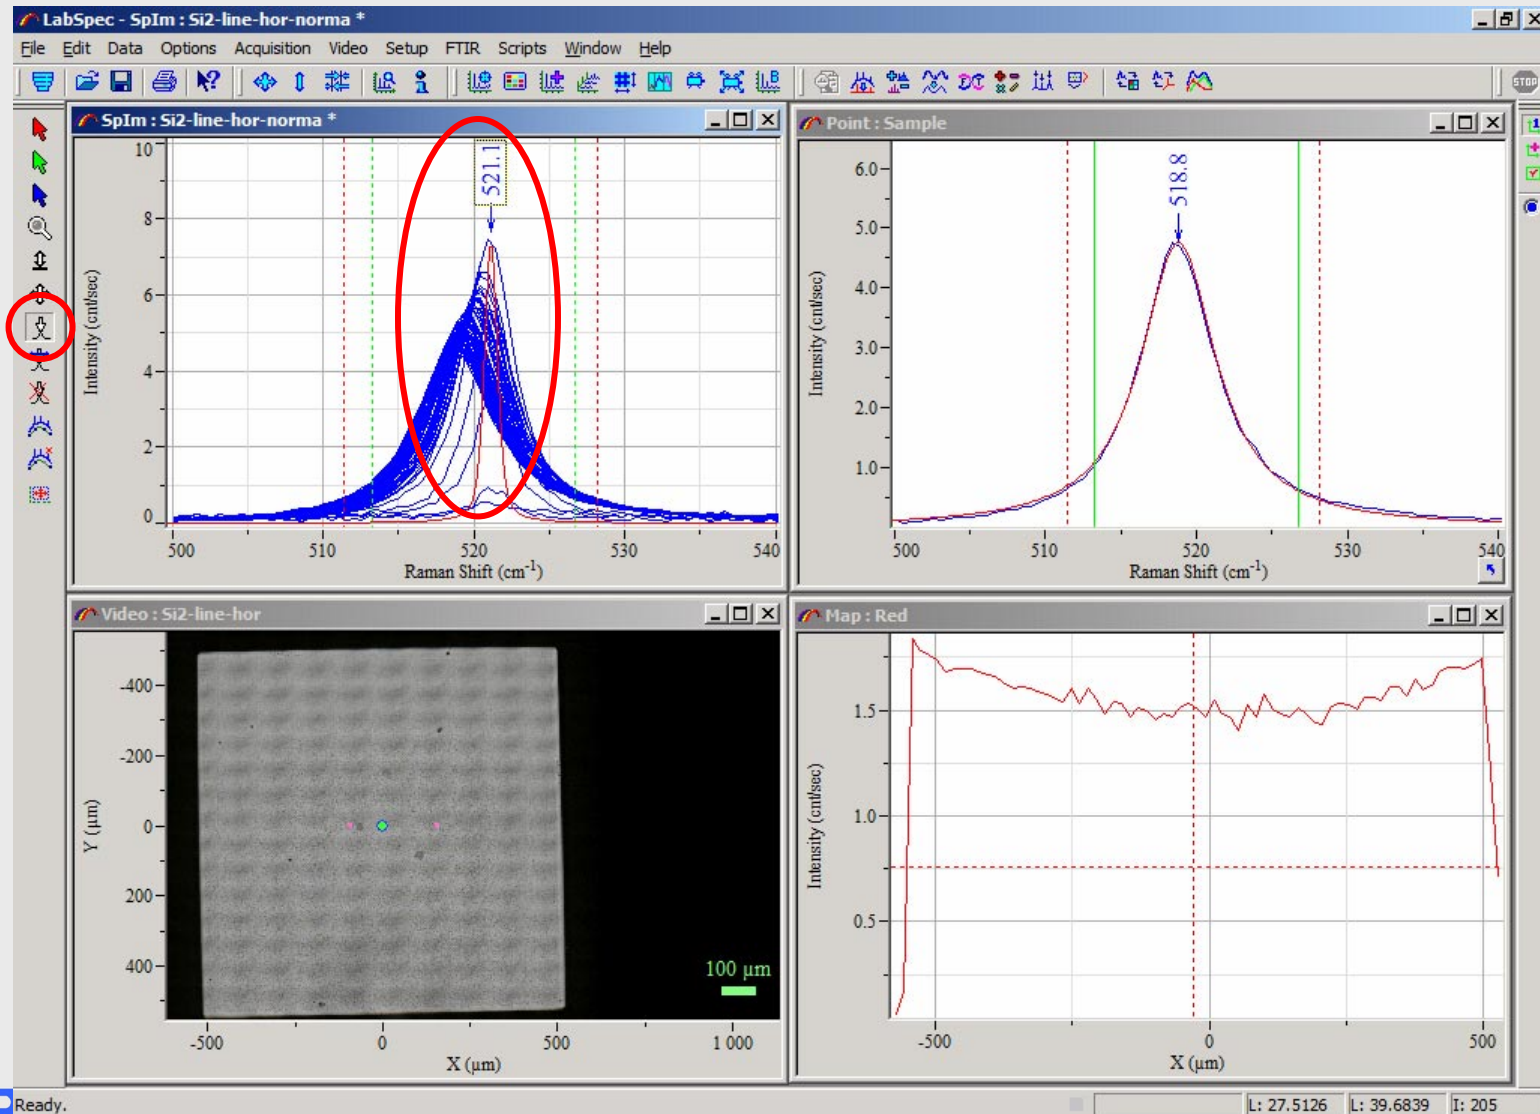 LabSpec - SpIm : Si2-line-hor-norma *
File Edit Data Options Acquisition Video Setup FTIR Scripts Window Help
STOP
SpIm : Si2-line-hor-norma *
10
8
6
4
2
0
Intensity (cnt/sec)
521.1
500 510 520 530 540
Raman Shift (cm-1)
Point : Sample
6.0
5.0
4.0
3.0
2.0
1.0
Intensity (cnt/sec)
518.8
500 510 520 530 540
Raman Shift (cm-1)
Video : Si2-line-hor
-400
-200
0
200
400
Y (µm)
100 µm
-500 0 500 1 000
X (µm)
Map : Red
1.5
1.0
0.5
Intensity (cnt/sec)
-500 0 500
X (µm)
Ready.
L: 27.5126 L: 39.6839 I: 205